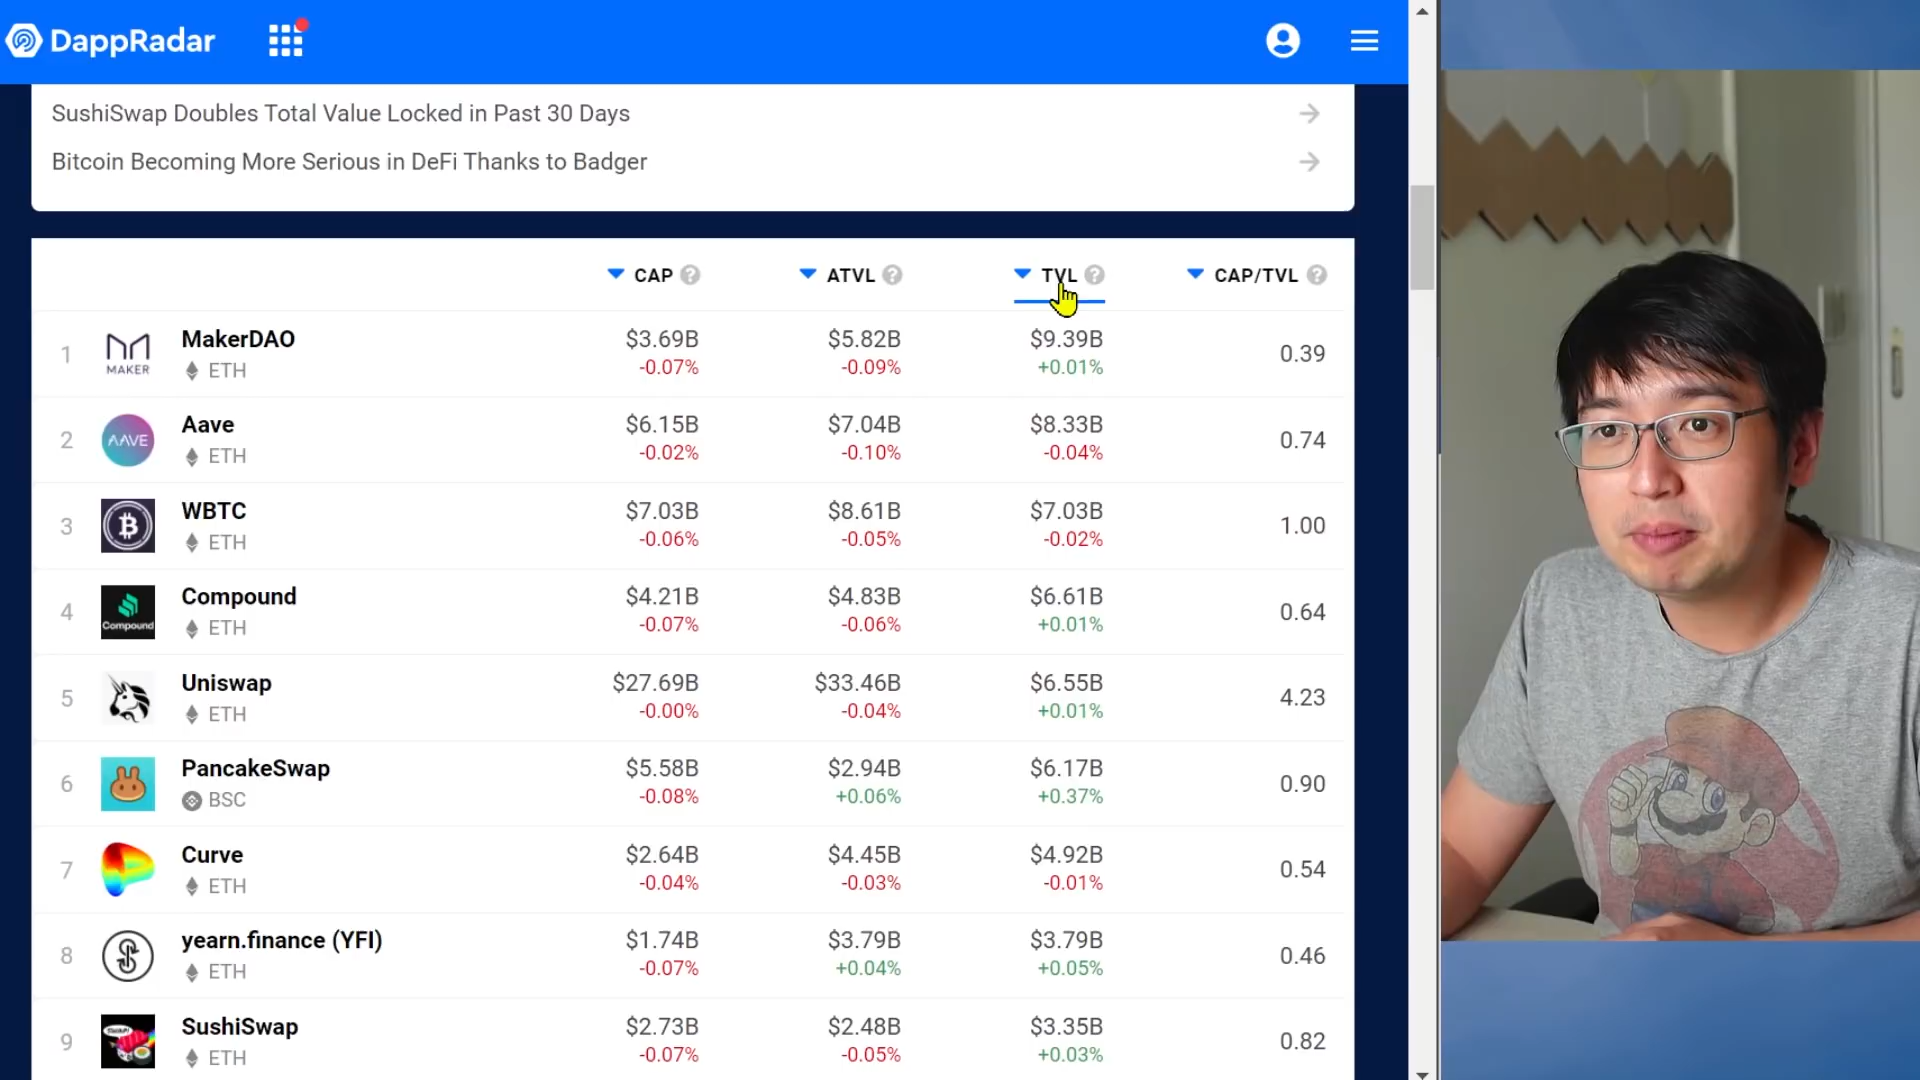 DappRadar
SushiSwap Doubles Total Value Locked in Past 30 Days
Bitcoin Becoming More Serious in DeFi Thanks to Badger
CAP ? ATVL ? TVL ? CAP/TVL ?
1 MAKER MakerDAO ETH $3.69B -0.07% $5.82B -0.09% $9.39B +0.01% 0.39
2 AAVE Aave ETH $6.15B -0.02% $7.04B -0.10% $8.33B -0.04% 0.74
3 WBTC ETH $7.03B -0.06% $8.61B -0.05% $7.03B -0.02% 1.00
4 Compound Compound ETH $4.21B -0.07% $4.83B -0.06% $6.61B +0.01% 0.64
5 Uniswap ETH $27.69B -0.00% $33.46B -0.04% $6.55B +0.01% 4.23
6 PancakeSwap BSC $5.58B -0.08% $2.94B +0.06% $6.17B +0.37% 0.90
7 Curve ETH $2.64B -0.04% $4.45B -0.03% $4.92B -0.01% 0.54
8 yearn.finance (YFI) ETH $1.74B -0.07% $3.79B +0.04% $3.79B +0.05% 0.46
9 SushiSwap ETH $2.73B -0.07% $2.48B -0.05% $3.35B +0.03% 0.82